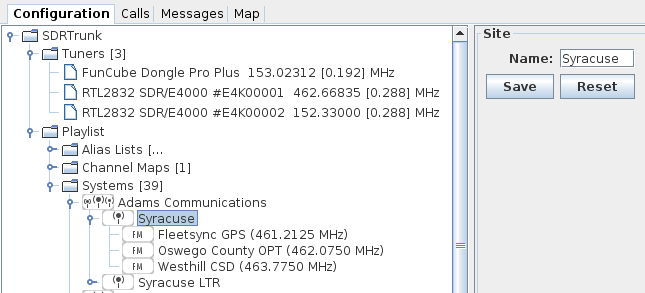 Configuration Calls Messages Map
SDRTrunk
Tuners [3]
FunCube Dongle Pro Plus 153.02312 [0.192] MHz
RTL2832 SDR/E4000 #E4K00001 462.66835 [0.288] MHz
RTL2832 SDR/E4000 #E4K00002 152.33000 [0.288] MHz
Playlist
Alias Lists [...
Channel Maps [1]
Systems [39]
Adams Communications
Syracuse
FM Fleetsync GPS (461.2125 MHz)
FM Oswego County OPT (462.0750 MHz)
FM Westhill CSD (463.7750 MHz)
Syracuse LTR
Site
Name: Syracuse
Save Reset